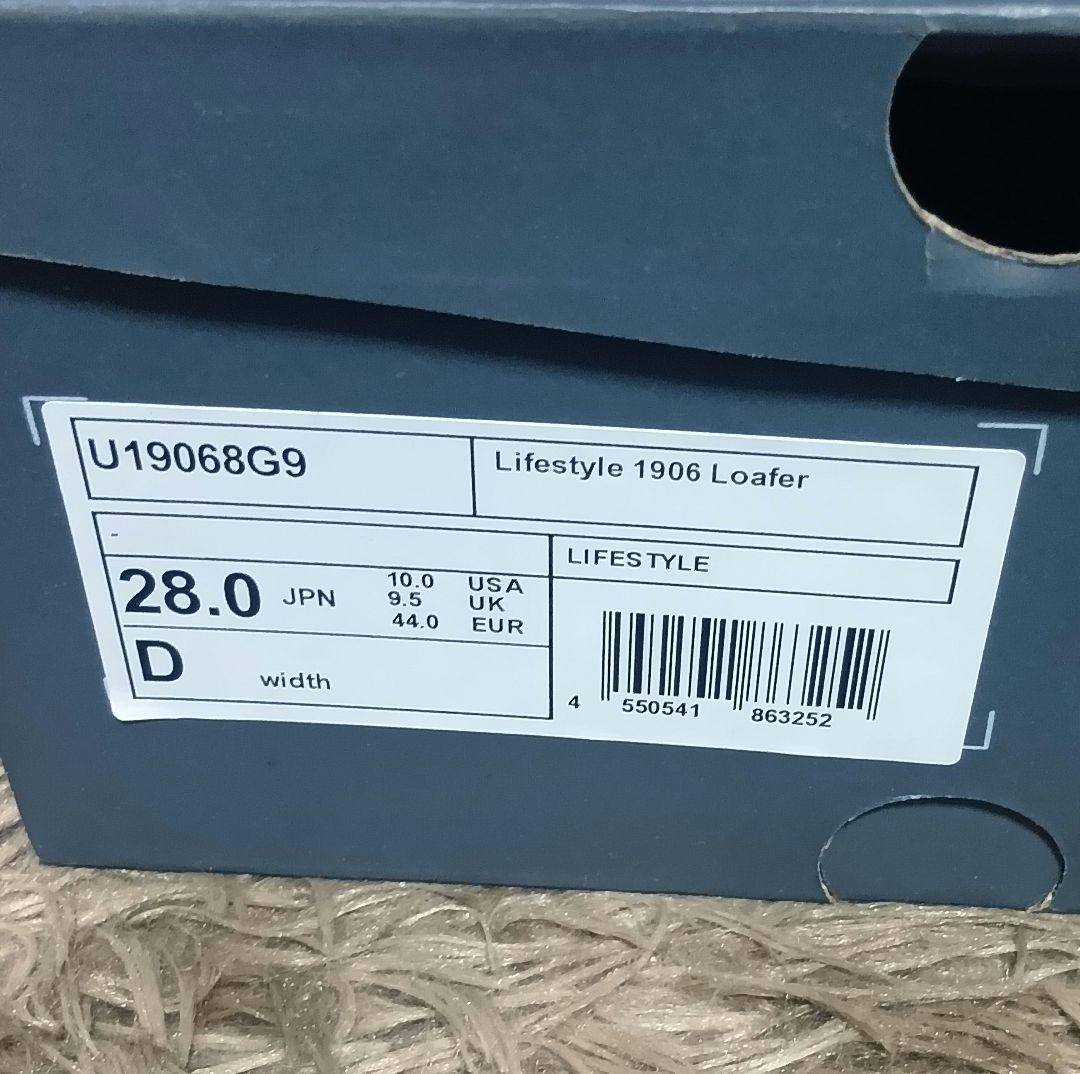 U19068G9
Lifestyle 1906 Loafer
-
LIFESTYLE
28.0 JPN
10.0 USA
9.5 UK
44.0 EUR
D width
4 550541 863252